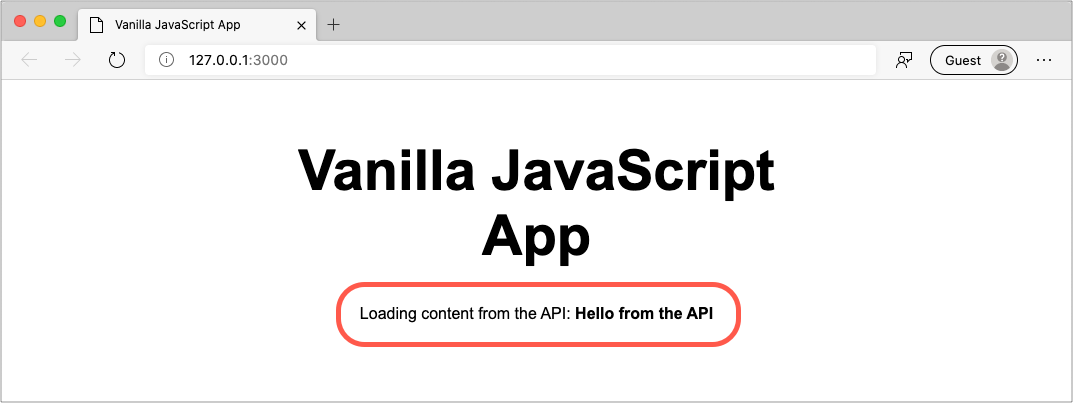 Vanilla JavaScript App
127.0.0.1:3000
Guest
Vanilla JavaScript
App
Loading content from the API: Hello from the API